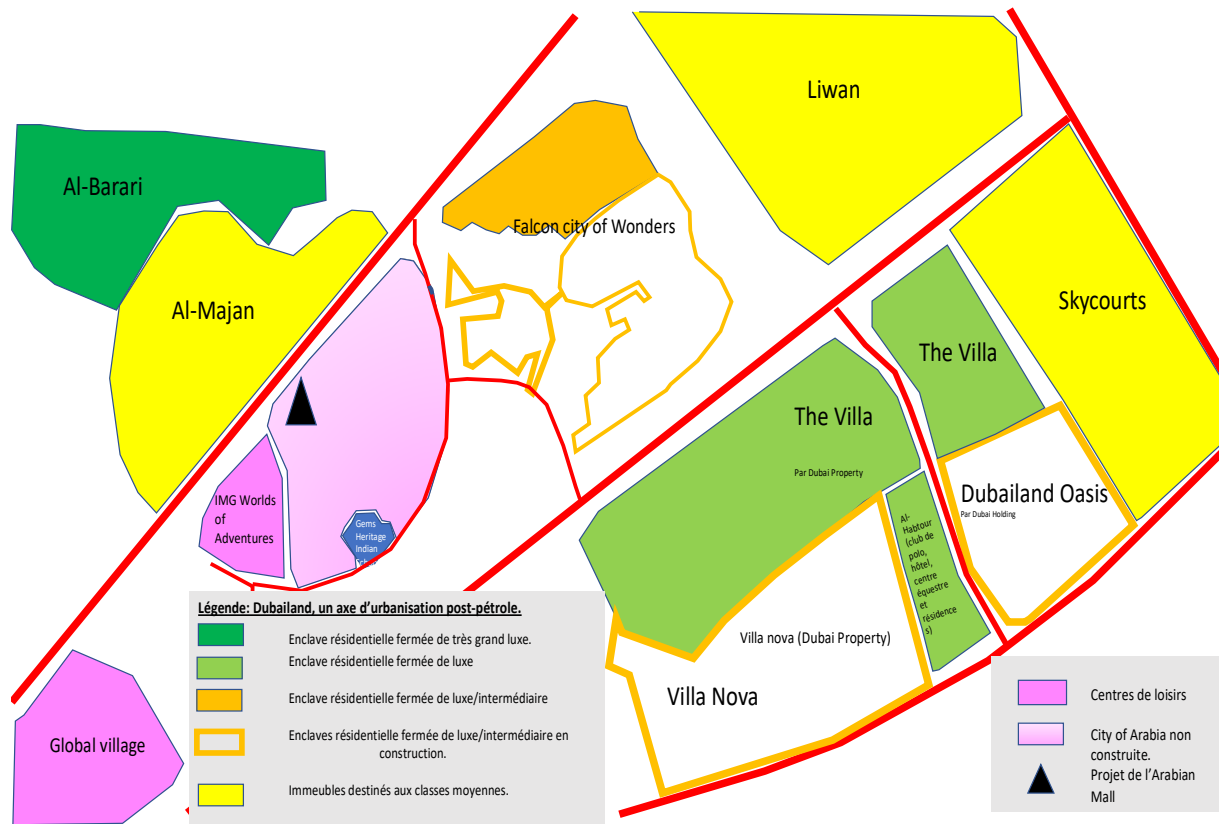 Liwan
Al-Barari
Falcon city of Wonders
Al-Majan
Skycourts
The Villa
The Villa
Par Dubai Property
IMG Worlds
of
Adventures
Dubailand Oasis
Par Dubai Holding
Gems
Heritage
Indian
Al-
Habtour
(club de
polo,
hôtel,
centre
équestre
et
résidence
s)
Villa nova (Dubai Property)
Villa Nova
Global village
Légende: Dubailand, un axe d’urbanisation post-pétrole.
Enclave résidentielle fermée de très grand luxe.
Enclave résidentielle fermée de luxe
Enclave résidentielle fermée de luxe/intermédiaire
Enclaves résidentielle fermée de luxe/intermédiaire en
construction.
Immeubles destinés aux classes moyennes.
Centres de loisirs
City of Arabia non
construite.
Projet de l’Arabian
Mall